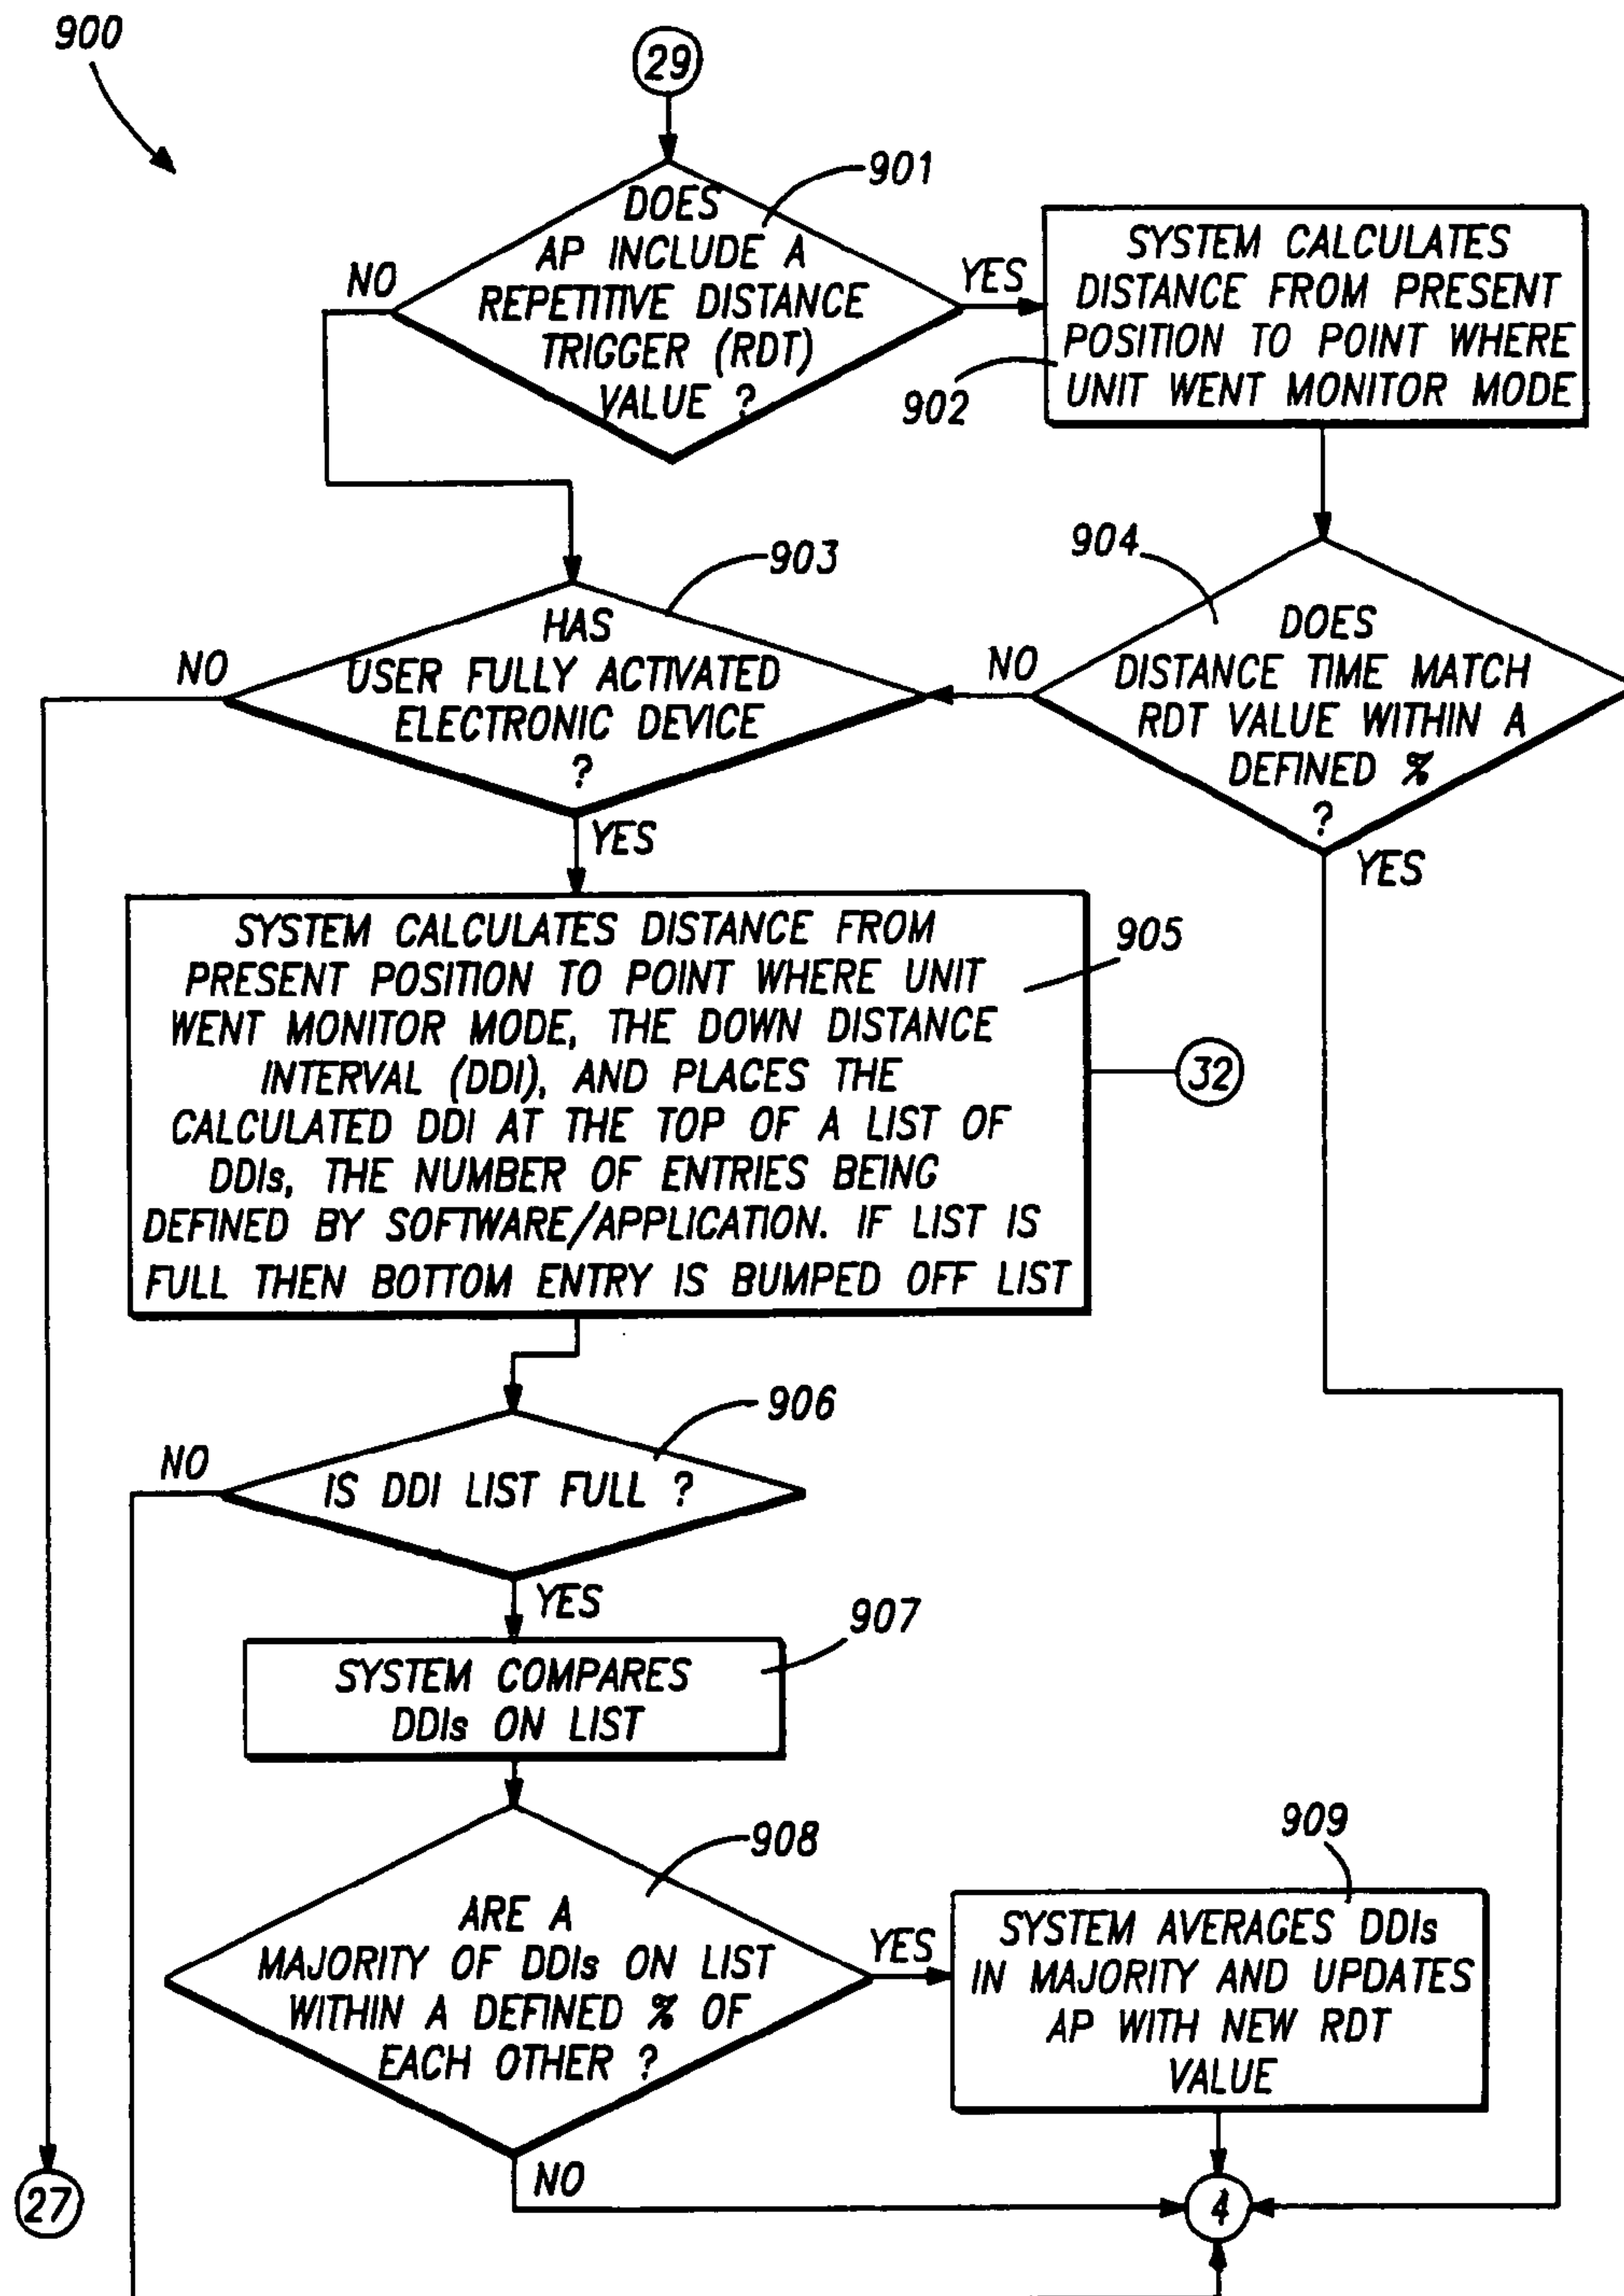 900
29
901
DOES
AP INCLUDE A
REPETITIVE DISTANCE
TRIGGER (RDT)
VALUE ?
NO
YES
SYSTEM CALCULATES
DISTANCE FROM PRESENT
POSITION TO POINT WHERE
UNIT WENT MONITOR MODE
902
903
HAS
USER FULLY ACTIVATED
ELECTRONIC DEVICE
?
NO
YES
904
DOES
DISTANCE TIME MATCH
RDT VALUE WITHIN A
DEFINED %
?
NO
YES
SYSTEM CALCULATES DISTANCE FROM
PRESENT POSITION TO POINT WHERE UNIT
WENT MONITOR MODE, THE DOWN DISTANCE
INTERVAL (DDI), AND PLACES THE
CALCULATED DDI AT THE TOP OF A LIST OF
DDIs, THE NUMBER OF ENTRIES BEING
DEFINED BY SOFTWARE/APPLICATION. IF LIST IS
FULL THEN BOTTOM ENTRY IS BUMPED OFF LIST
905
32
906
IS DDI LIST FULL ?
NO
YES
907
SYSTEM COMPARES
DDIs ON LIST
908
ARE A
MAJORITY OF DDIs ON LIST
WITHIN A DEFINED % OF
EACH OTHER ?
YES
NO
909
SYSTEM AVERAGES DDIs
IN MAJORITY AND UPDATES
AP WITH NEW RDT
VALUE
27
4